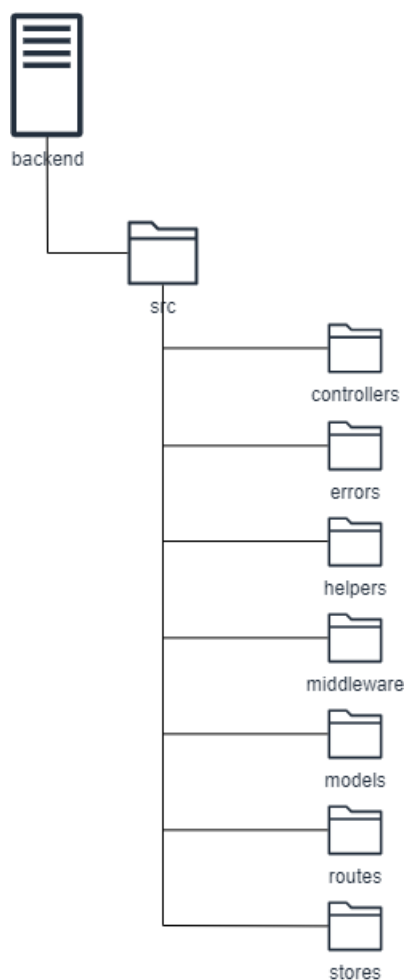 backend
src
controllers
errors
helpers
middleware
models
routes
stores